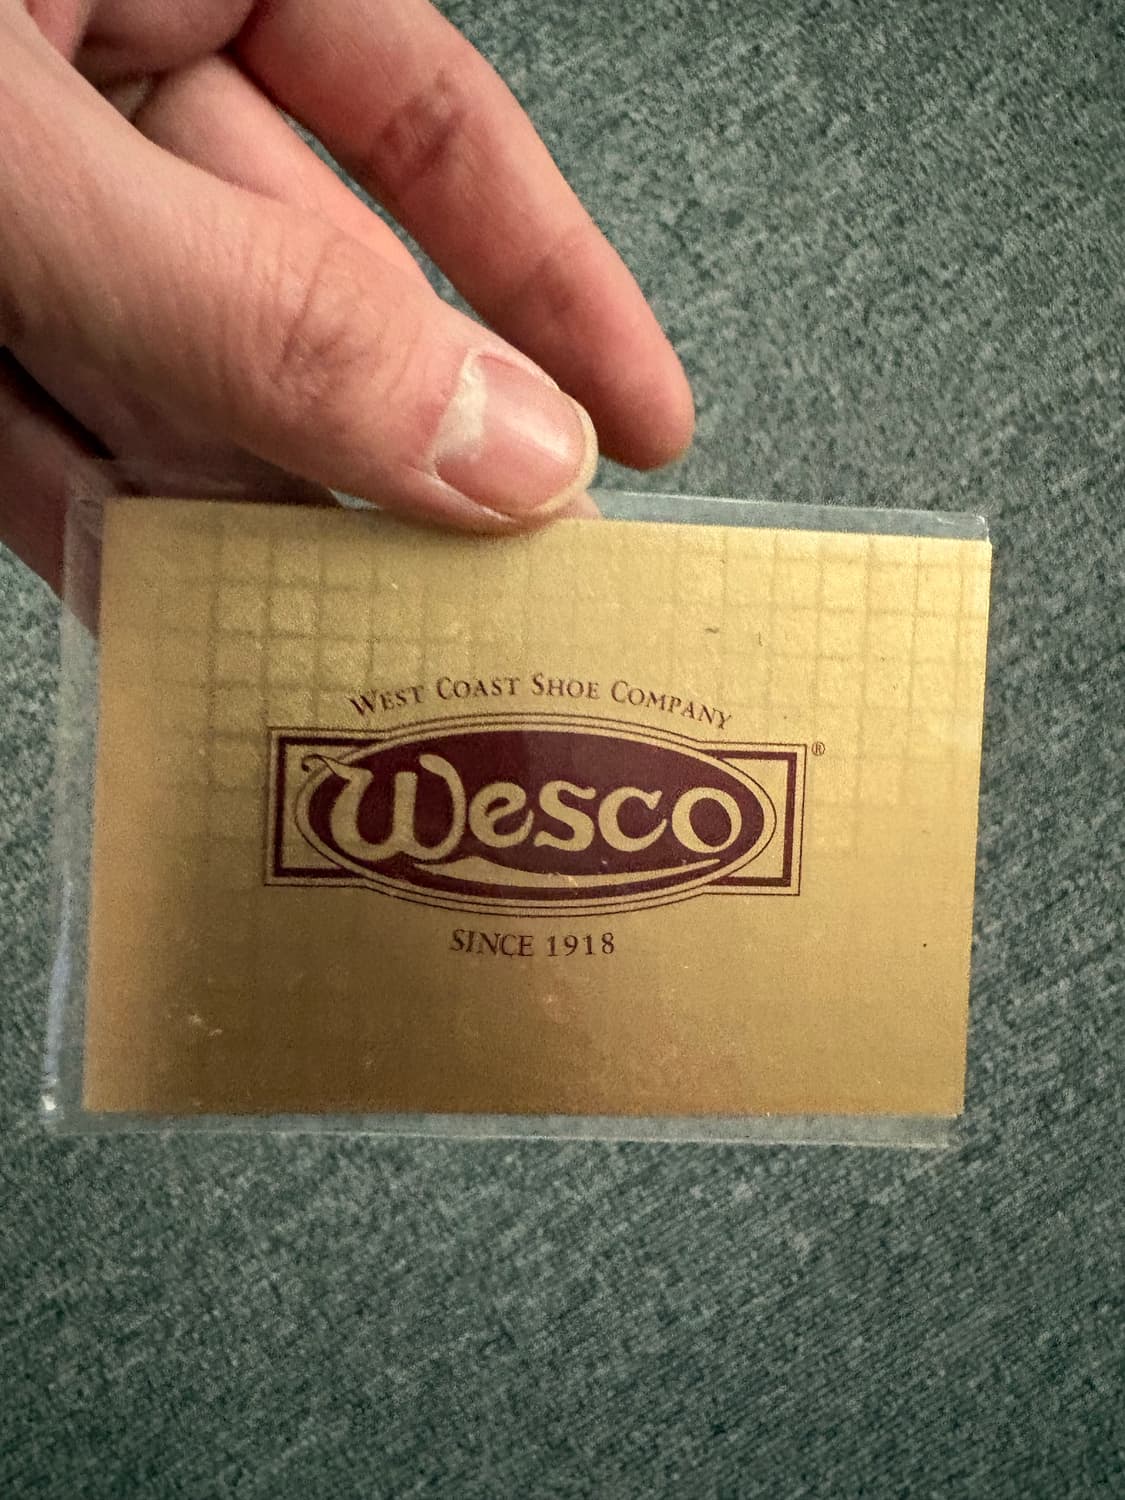 West Coast Shoe Company
Wesco ®
SINCE 1918